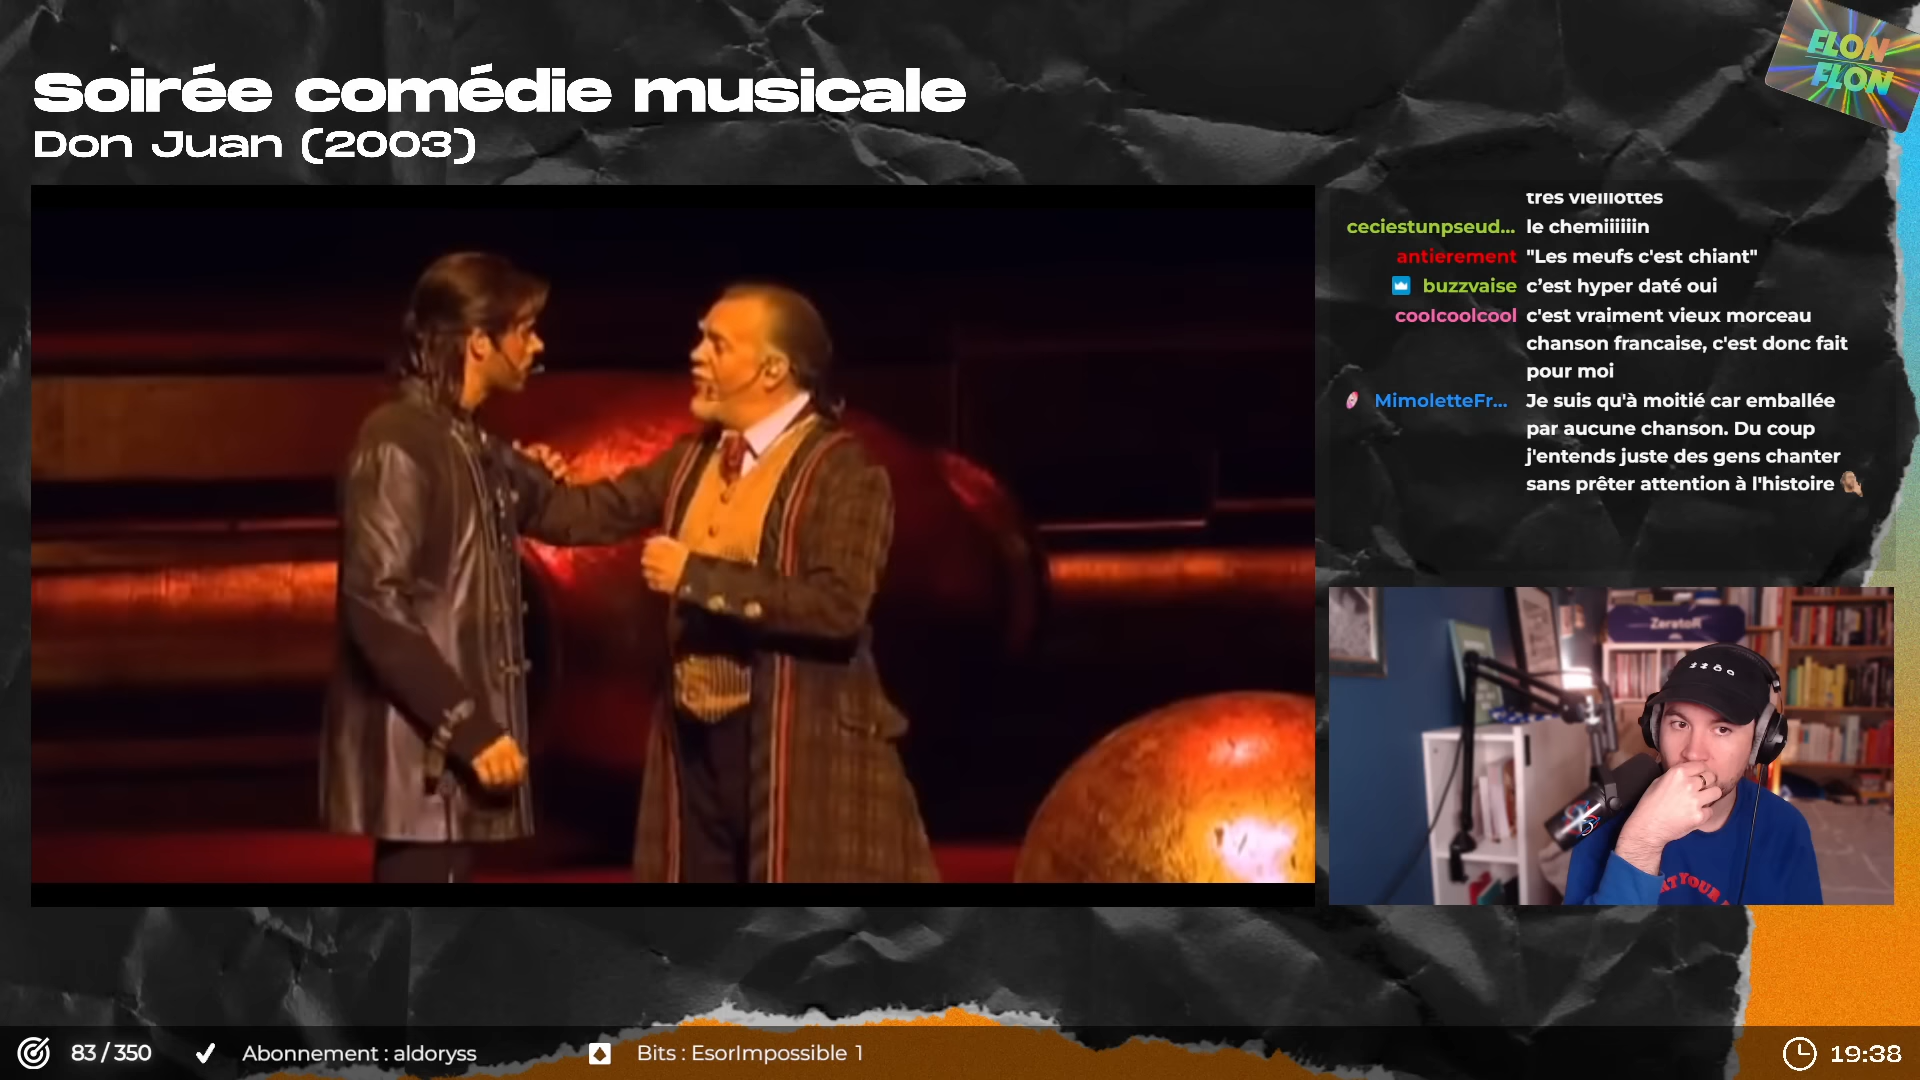 Soirée comédie musicale
Don Juan (2003)
FLON
FLON
tres vieillottes
ceciestunpseud... le chemiiiiiin
antierement "Les meufs c'est chiant"
buzzvaise c'est hyper daté oui
coolcoolcool c'est vraiment vieux morceau
chanson francaise, c'est donc fait
pour moi
MimoletteFr... Je suis qu'à moitié car emballée
par aucune chanson. Du coup
j'entends juste des gens chanter
sans prêter attention à l'histoire
ZeratoR
AT YOUR
83 / 350
Abonnement : aldoryss
Bits : EsorImpossible 1
19:38